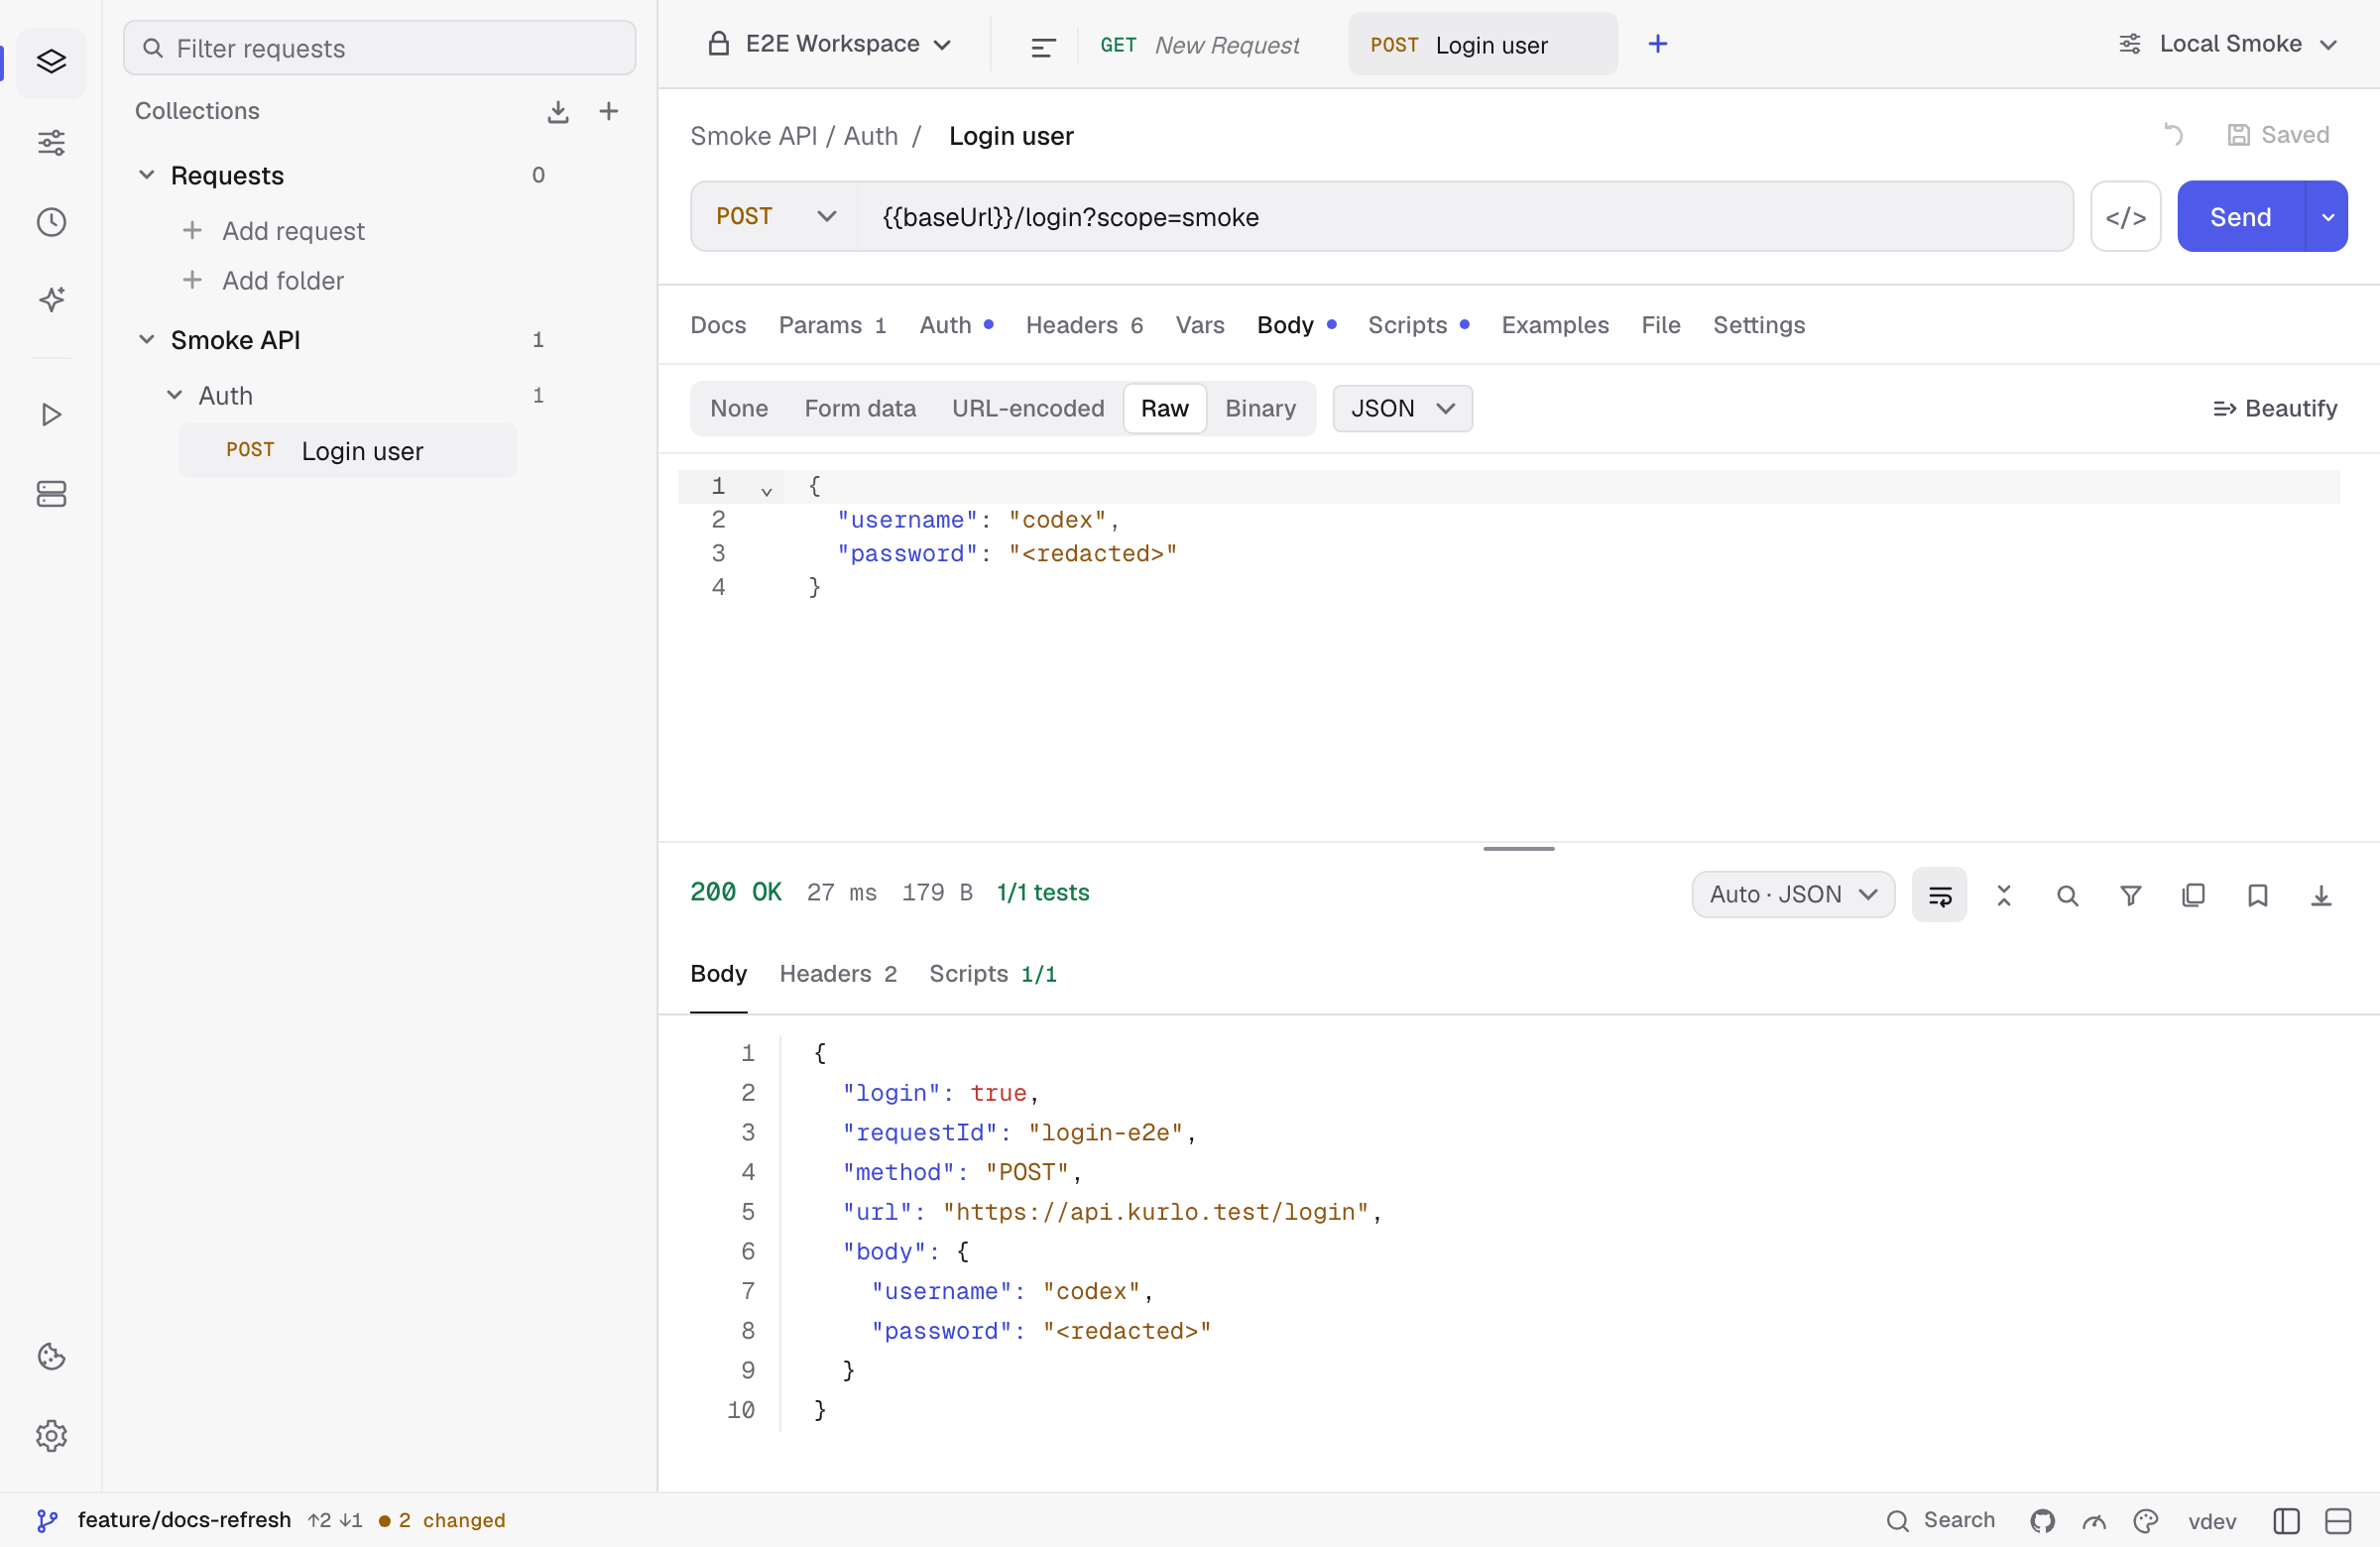 Filter requests
Collections
Requests 0
Add request
Add folder
Smoke API 1
Auth 1
POST Login user
E2E Workspace
GET New Request
POST Login user
Local Smoke
Smoke API / Auth / Login user
Saved
POST {{baseUrl}}/login?scope=smoke
</>
Send
Docs Params 1 Auth Headers 6 Vars Body Scripts Examples File Settings
None Form data URL-encoded Raw Binary JSON
Beautify
1 {
2 "username": "codex",
3 "password": "<redacted>"
4 }
200 OK 27 ms 179 B 1/1 tests
Auto · JSON
Body Headers 2 Scripts 1/1
1 {
2 "login": true,
3 "requestId": "login-e2e",
4 "method": "POST",
5 "url": "https://api.kurlo.test/login",
6 "body": {
7 "username": "codex",
8 "password": "<redacted>"
9 }
10 }
feature/docs-refresh ↑2 ↓1 2 changed
Search
vdev